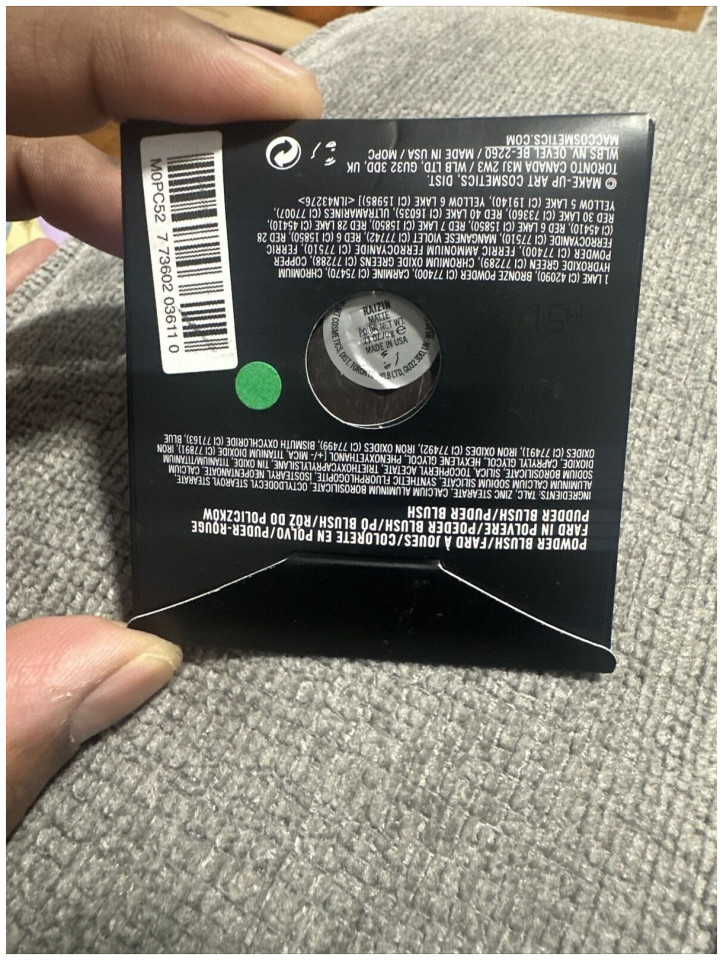 POWDER BLUSH/FARD À JOUES/COLORETE EN POLVO/PUDER-ROUGE
FARD IN POLVERE/POEDER BLUSH/PÓ BLUSH/RÓŻ DO POLICZKÓW
PUDDER BLUSH/PUDER BLUSH
INGREDIENTS: TALC, ZINC STEARATE, CALCIUM ALUMINUM BOROSILICATE, OCTYLDODECYL STEAROYL STEARATE,
ALUMINUM CALCIUM SODIUM SILICATE, SYNTHETIC FLUORPHLOGOPITE, ISOSTEARYL NEOPENTANOATE, CALCIUM
SODIUM BOROSILICATE, SILICA, TOCOPHERYL ACETATE, TRIETHOXYCAPRYLYLSILANE, TIN OXIDE, TITANIUM/TITANIUM
DIOXIDE, CAPRYLYL GLYCOL, HEXYLENE GLYCOL, PHENOXYETHANOL, [+/- MICA, TITANIUM DIOXIDE (CI 77891), IRON
OXIDES (CI 77491), IRON OXIDES (CI 77492), IRON OXIDES (CI 77499), BISMUTH OXYCHLORIDE (CI 77163), BLUE
1 LAKE (CI 42090), BRONZE POWDER (CI 77400), CARMINE (CI 75470), CHROMIUM
HYDROXIDE GREEN (CI 77289), CHROMIUM OXIDE GREENS (CI 77288), COPPER
POWDER (CI 77400), FERRIC AMMONIUM FERROCYANIDE (CI 77510), FERRIC
FERROCYANIDE (CI 77510), MANGANESE VIOLET (CI 77742), RED 6 (CI 15850), RED 28
(CI 45410), RED 6 LAKE (CI 15850), RED 7 LAKE (CI 15850), RED 28 LAKE (CI 45410),
RED 30 LAKE (CI 73360), RED 40 LAKE (CI 16035), ULTRAMARINES (CI 77007),
YELLOW 5 LAKE (CI 19140), YELLOW 6 LAKE (CI 15985)] <ILN43276>
© MAKE-UP ART COSMETICS, DIST.
TORONTO CANADA M3J 2W3 / WLB LTD, GU32 3DD, UK
WLBS NV, OEVEL BE-2260 / MADE IN USA / MOPC
MACCOSMETICS.COM
RAIZIN
MATTE
MADE IN USA
M0PC52 7 73602 03611 0